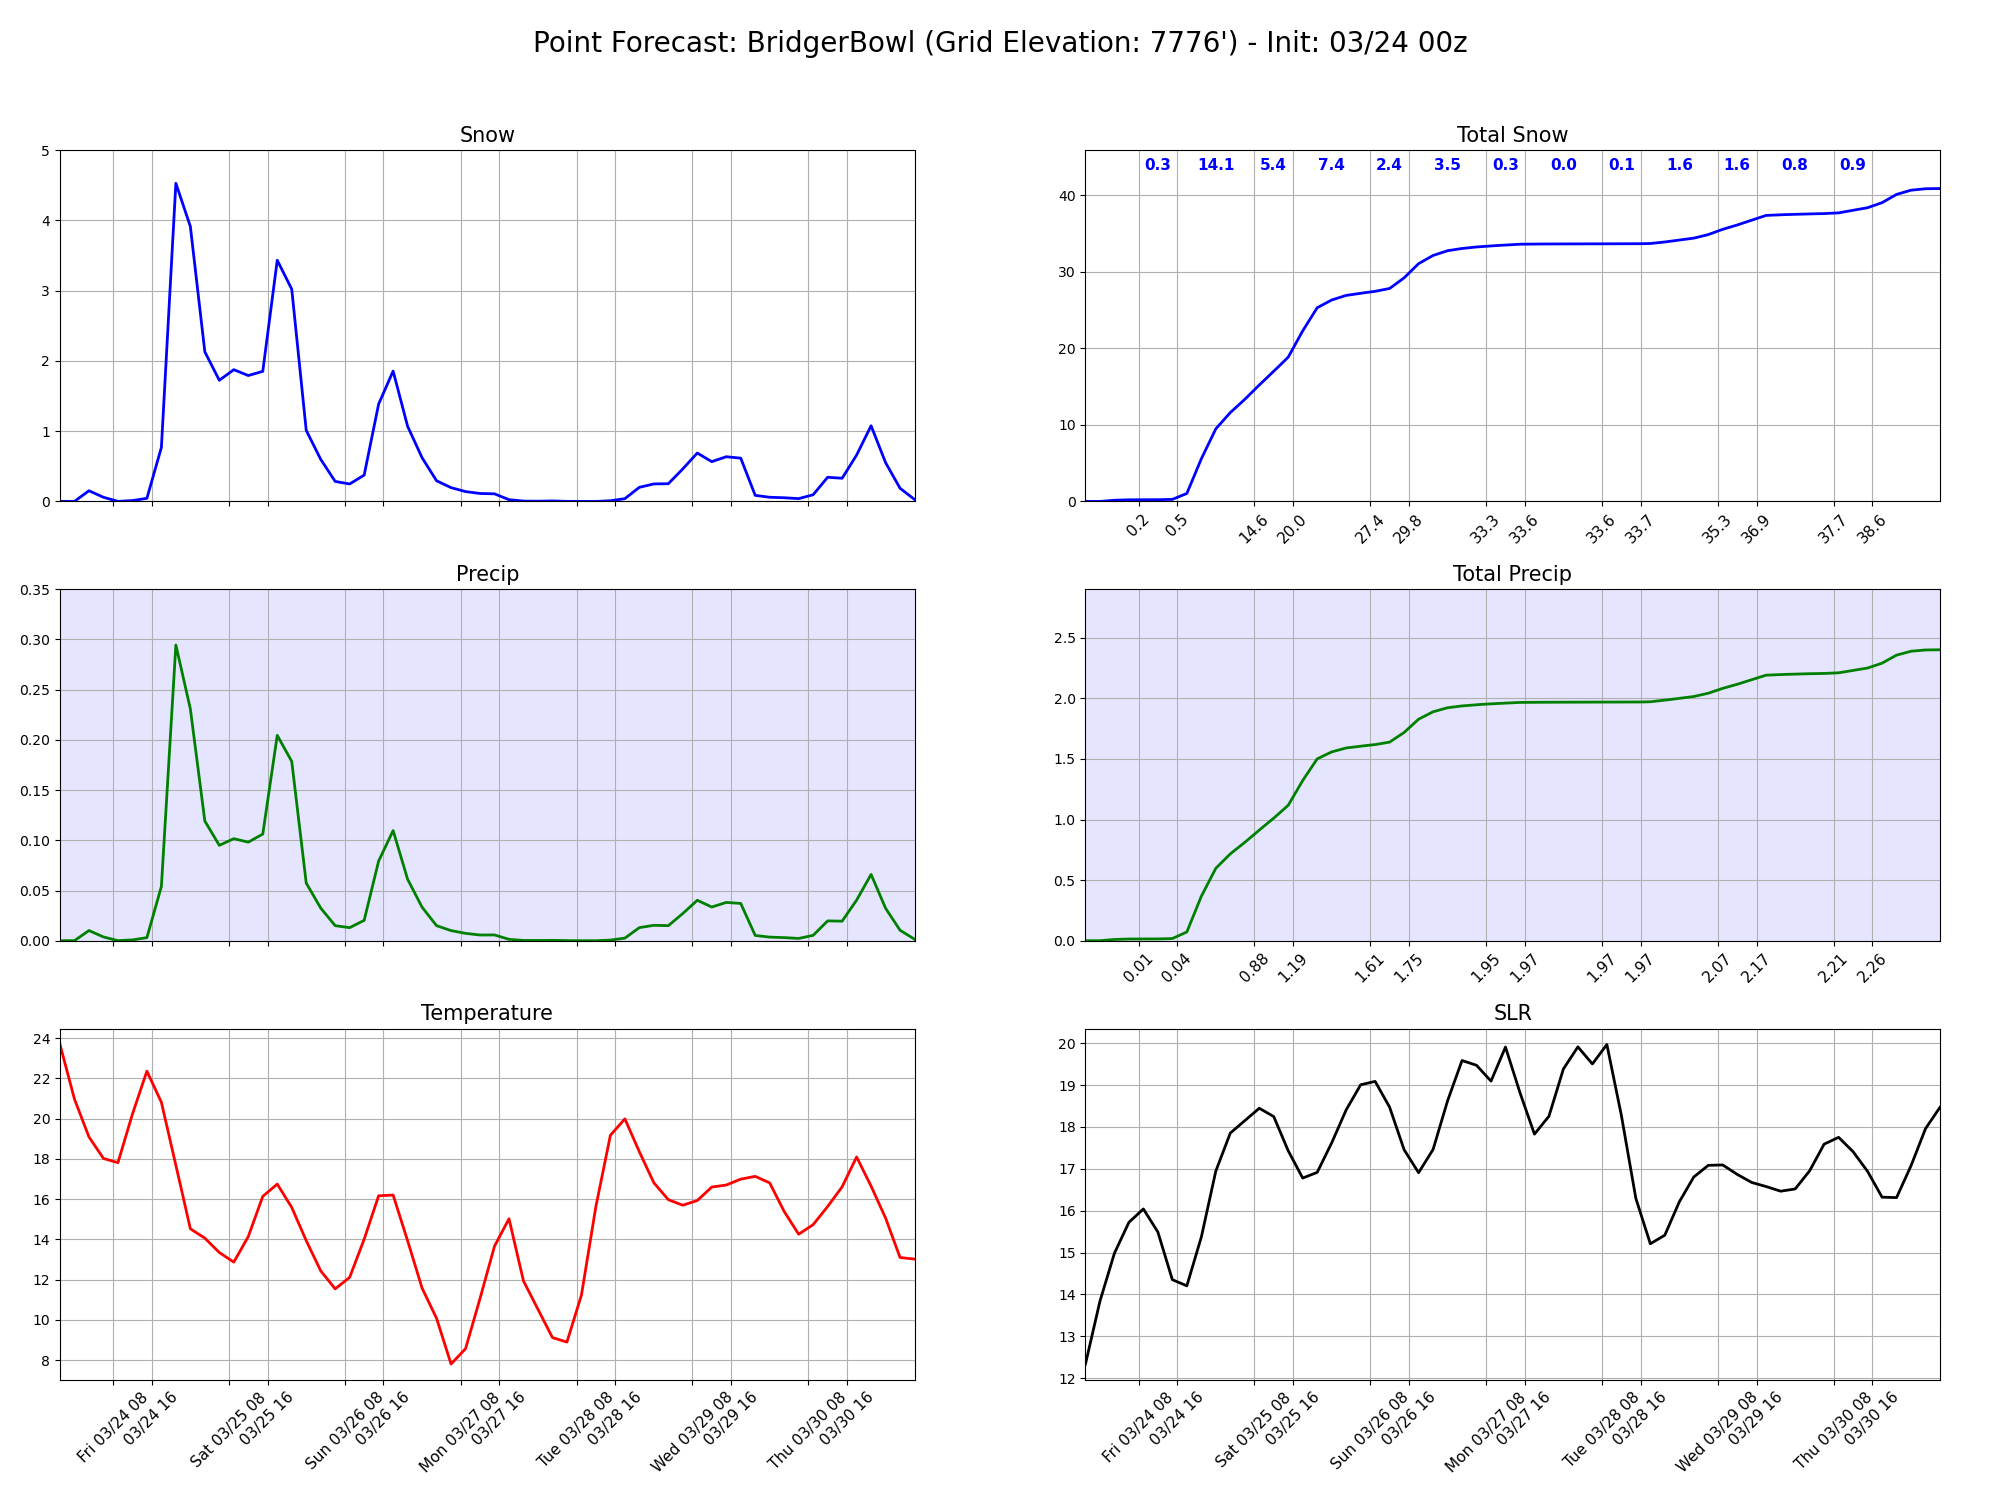 Point Forecast: BridgerBowl (Grid Elevation: 7776') - Init: 03/24 00z
Snow
5
4
3
2
1
0
Total Snow
0.3 14.1 5.4 7.4 2.4 3.5 0.3 0.0 0.1 1.6 1.6 0.8 0.9
40
30
20
10
0
0.2 0.5 14.6 20.0 27.4 29.8 33.3 33.6 33.6 33.7 35.3 36.9 37.7 38.6
Precip
0.35
0.30
0.25
0.20
0.15
0.10
0.05
0.00
Total Precip
2.5
2.0
1.5
1.0
0.5
0.0
0.01 0.04 0.88 1.19 1.61 1.75 1.95 1.97 1.97 1.97 2.07 2.17 2.21 2.26
Temperature
24
22
20
18
16
14
12
10
8
Fri 03/24 08
03/24 16
Sat 03/25 08
03/25 16
Sun 03/26 08
03/26 16
Mon 03/27 08
03/27 16
Tue 03/28 08
03/28 16
Wed 03/29 08
03/29 16
Thu 03/30 08
03/30 16
SLR
20
19
18
17
16
15
14
13
12
Fri 03/24 08
03/24 16
Sat 03/25 08
03/25 16
Sun 03/26 08
03/26 16
Mon 03/27 08
03/27 16
Tue 03/28 08
03/28 16
Wed 03/29 08
03/29 16
Thu 03/30 08
03/30 16